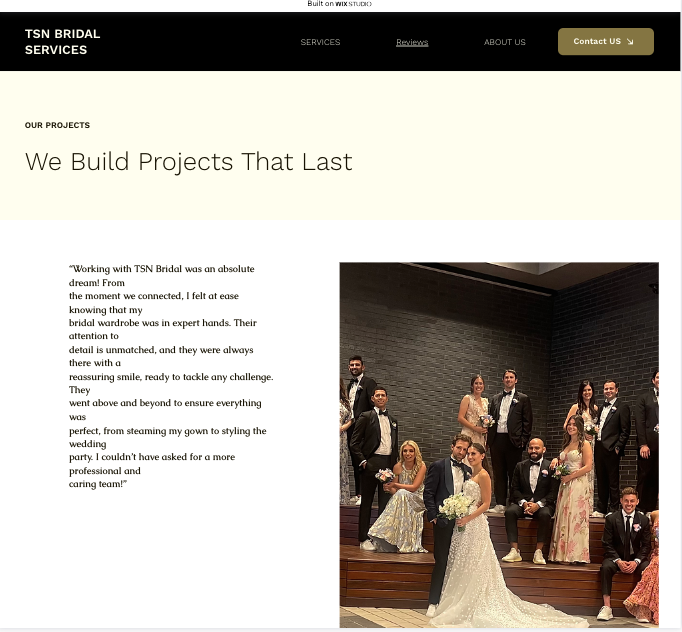 Built on WIX STUDIO
TSN BRIDAL
SERVICES
SERVICES
Reviews
ABOUT US
Contact US
OUR PROJECTS
We Build Projects That Last
“Working with TSN Bridal was an absolute
dream! From
the moment we connected, I felt at ease
knowing that my
bridal wardrobe was in expert hands. Their
attention to
detail is unmatched, and they were always
there with a
reassuring smile, ready to tackle any challenge.
They
went above and beyond to ensure everything
was
perfect, from steaming my gown to styling the
wedding
party. I couldn’t have asked for a more
professional and
caring team!”